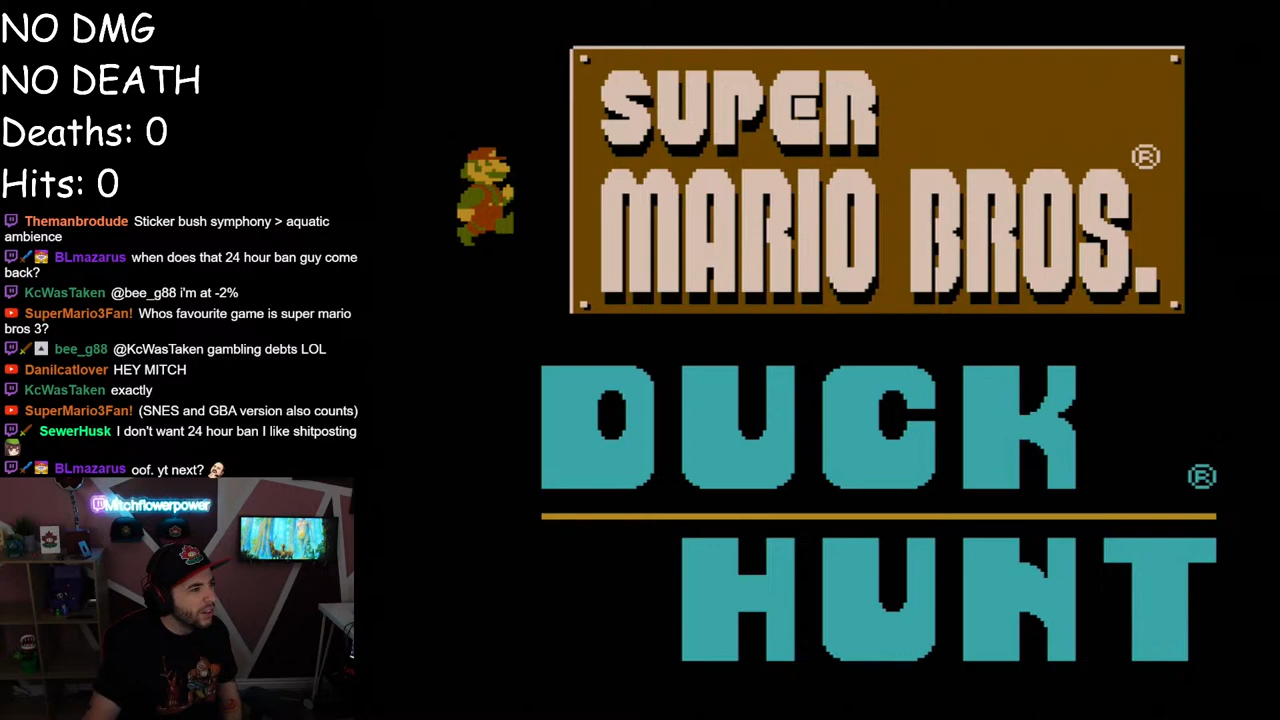 NO DMG
NO DEATH
Deaths: 0
Hits: 0
Themanbrodude Sticker bush symphony > aquatic
ambience
BLmazarus when does that 24 hour ban guy come
back?
KcWasTaken @bee_g88 i'm at -2%
SuperMario3Fan! Whos favourite game is super mario
bros 3?
bee_g88 @KcWasTaken gambling debts LOL
Danilcatlover HEY MITCH
KcWasTaken exactly
SuperMario3Fan! (SNES and GBA version also counts)
SewerHusk I don't want 24 hour ban I like shitposting
BLmazarus oof. yt next?
Mitchflowerpower
SUPER
MARIO BROS.®
DUCK ®
HUNT